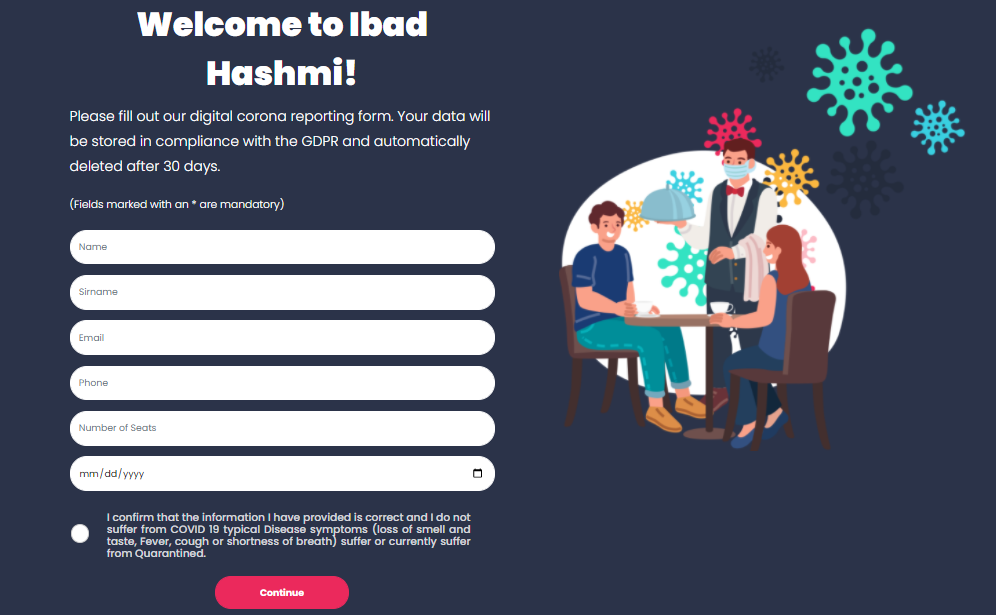 Welcome to Ibad
Hashmi!
Please fill out our digital corona reporting form. Your data will
be stored in compliance with the GDPR and automatically
deleted after 30 days.
(Fields marked with an * are mandatory)
Name
Sirname
Email
Phone
Number of Seats
mm/dd/yyyy
I confirm that the information I have provided is correct and I do not
suffer from COVID 19 typical Disease symptoms (loss of smell and
taste, Fever, cough or shortness of breath) suffer or currently suffer
from Quarantined.
Continue